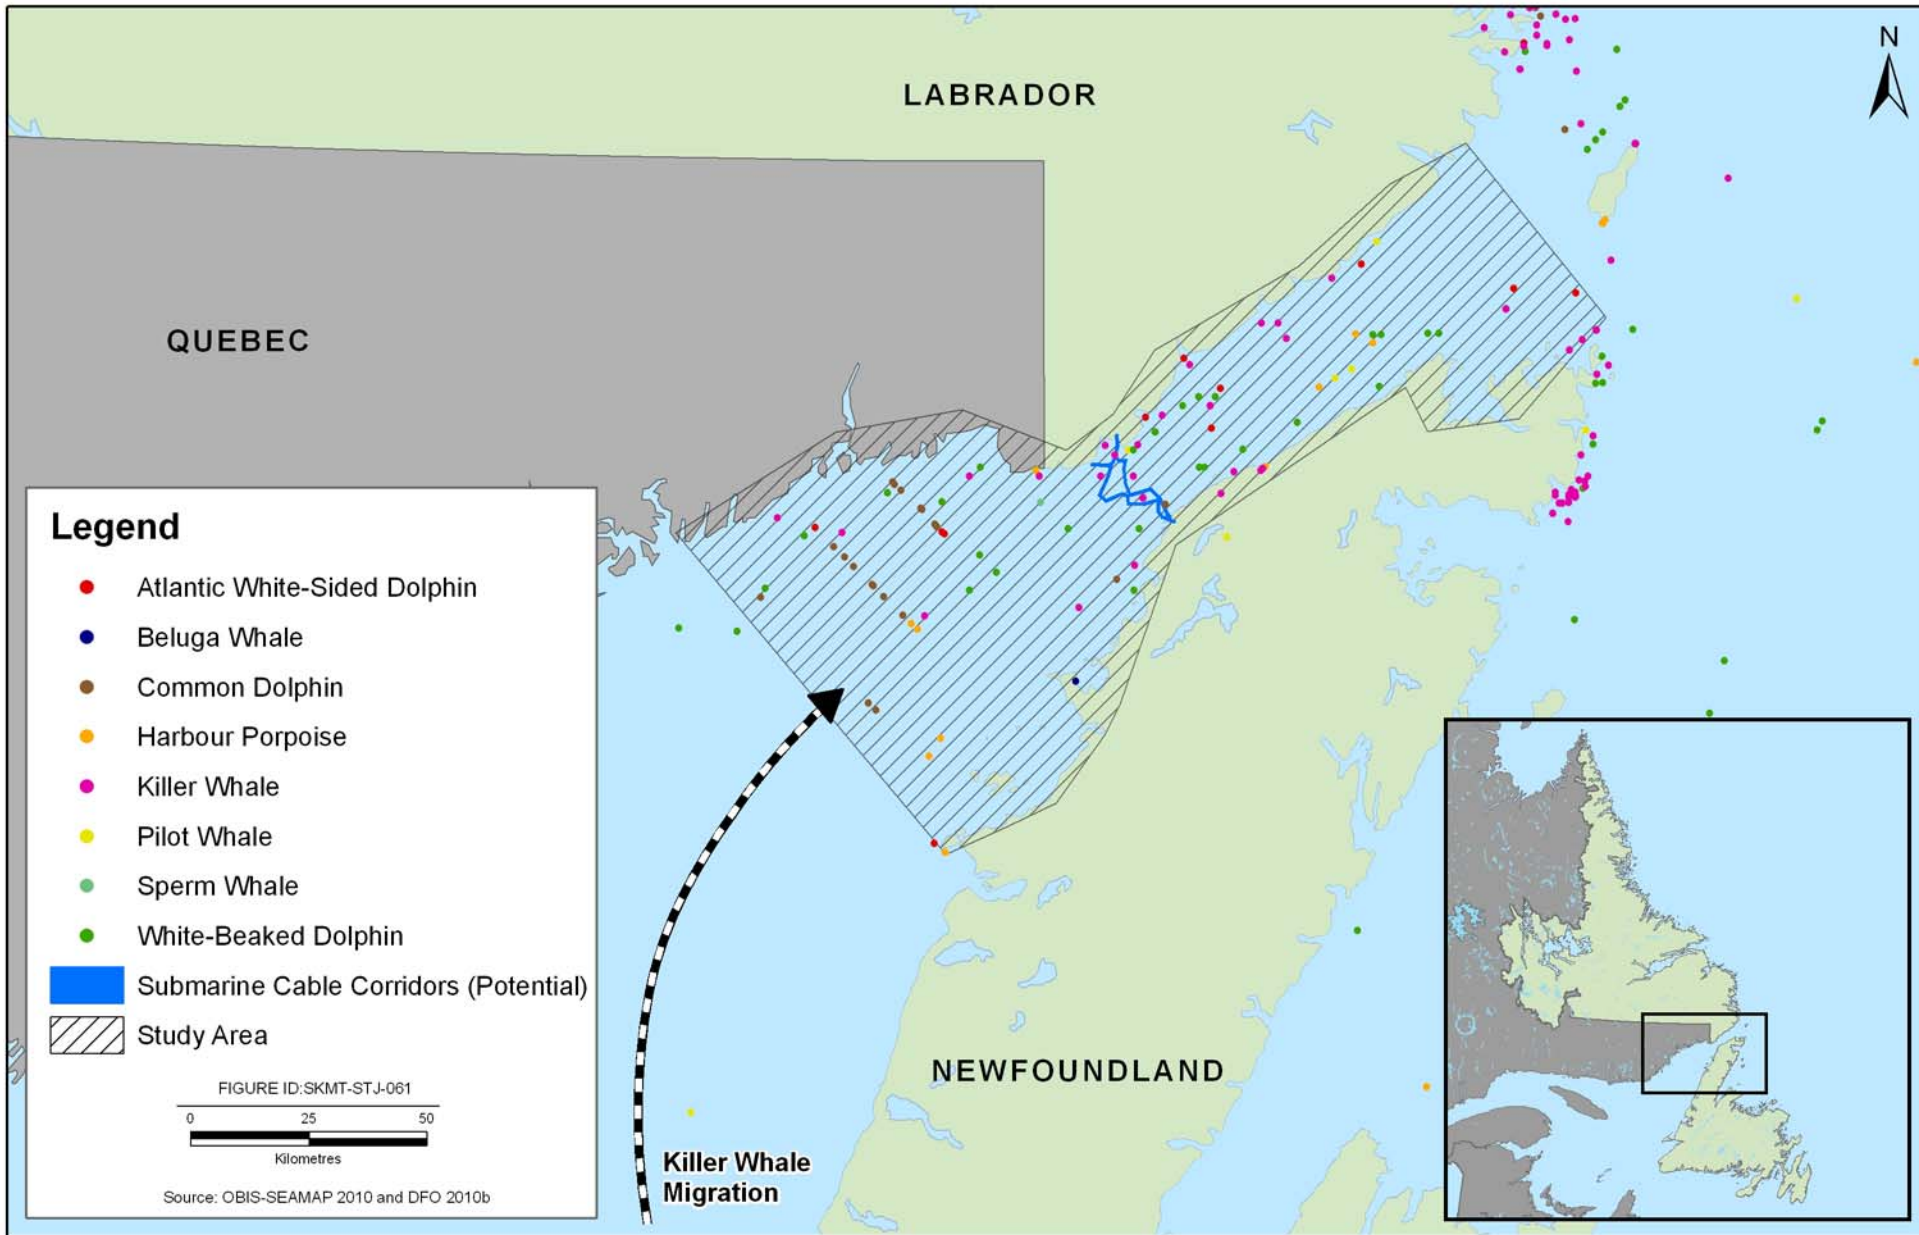 LABRADOR
N
QUEBEC
Legend
Atlantic White-Sided Dolphin
Beluga Whale
Common Dolphin
Harbour Porpoise
Killer Whale
Pilot Whale
Sperm Whale
White-Beaked Dolphin
Submarine Cable Corridors (Potential)
Study Area
FIGURE ID:SKMT-STJ-061
0 25 50
Kilometres
Source: OBIS-SEAMAP 2010 and DFO 2010b
NEWFOUNDLAND
Killer Whale
Migration